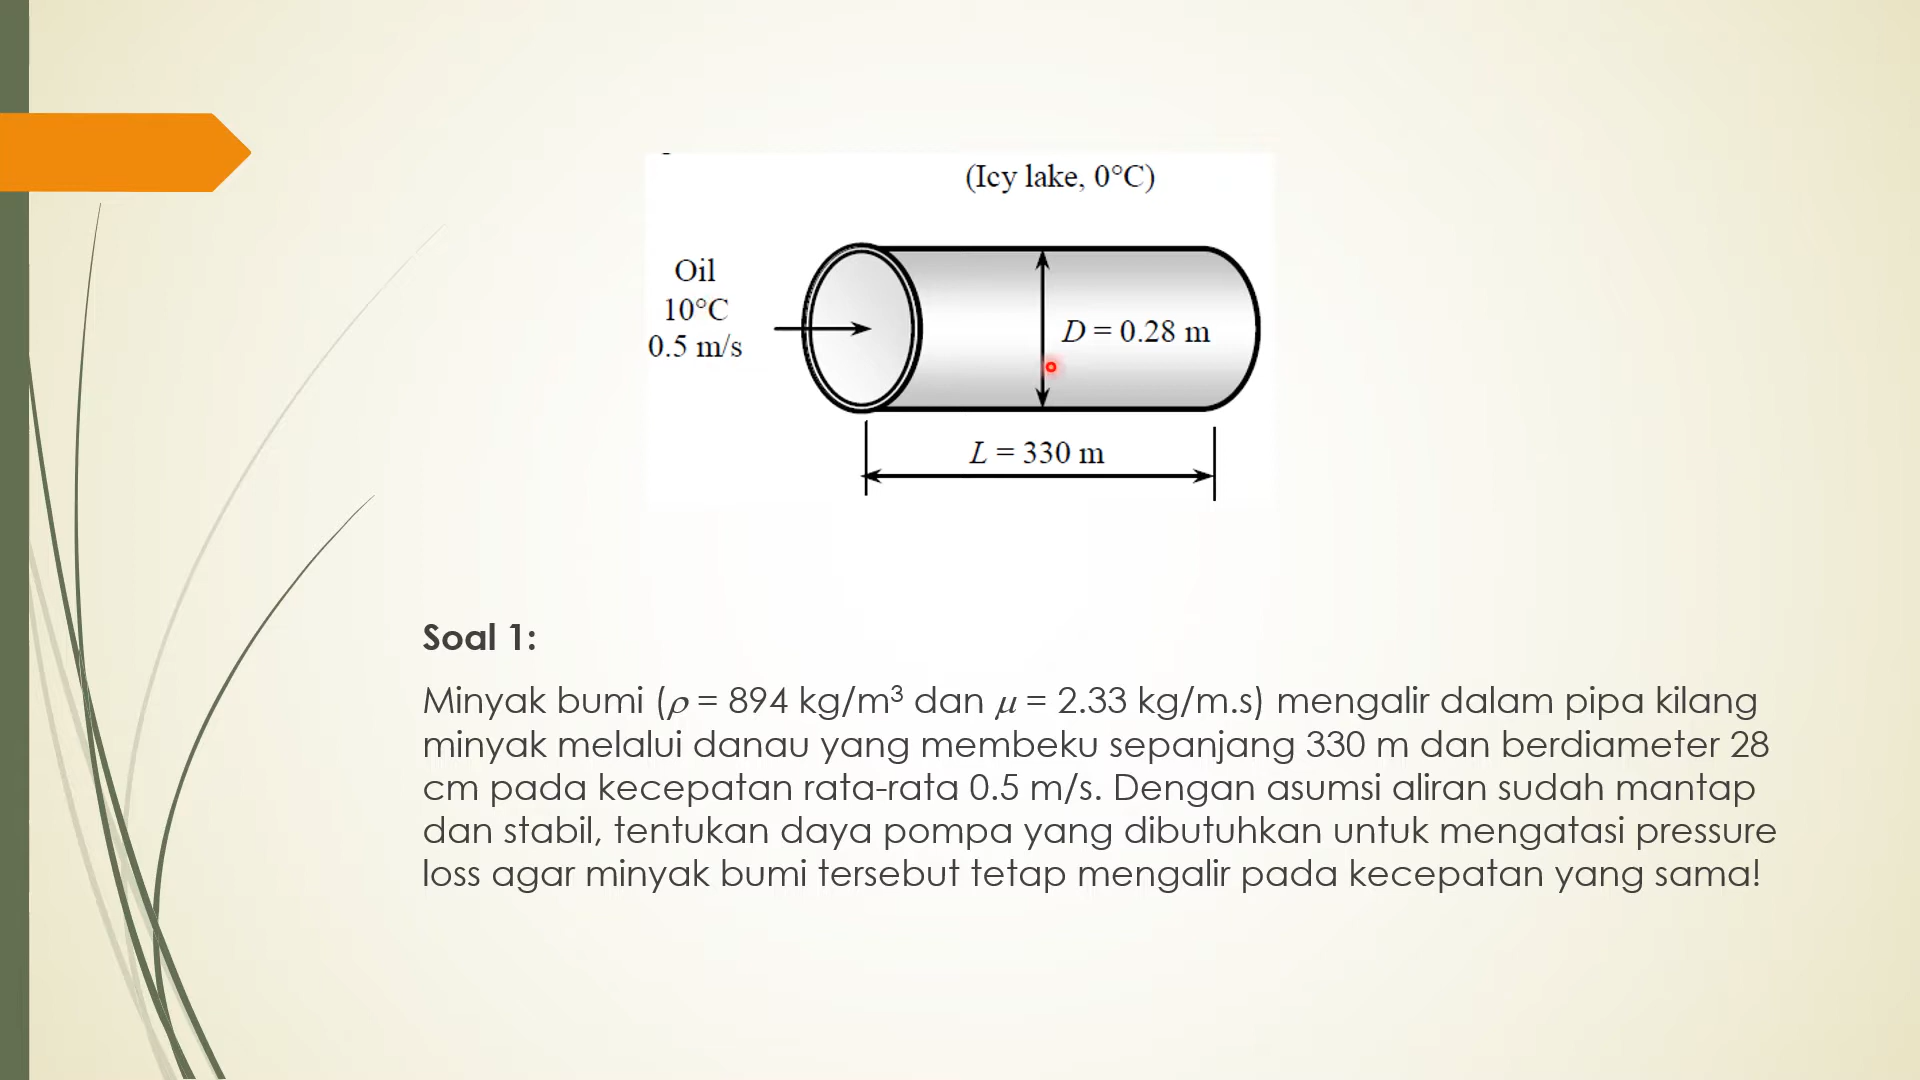 (Icy lake, 0°C)
Oil
10°C
0.5 m/s
D = 0.28 m
L = 330 m
Soal 1:
Minyak bumi (ρ = 894 kg/m³ dan μ = 2.33 kg/m.s) mengalir dalam pipa kilang
minyak melalui danau yang membeku sepanjang 330 m dan berdiameter 28
cm pada kecepatan rata-rata 0.5 m/s. Dengan asumsi aliran sudah mantap
dan stabil, tentukan daya pompa yang dibutuhkan untuk mengatasi pressure
loss agar minyak bumi tersebut tetap mengalir pada kecepatan yang sama!